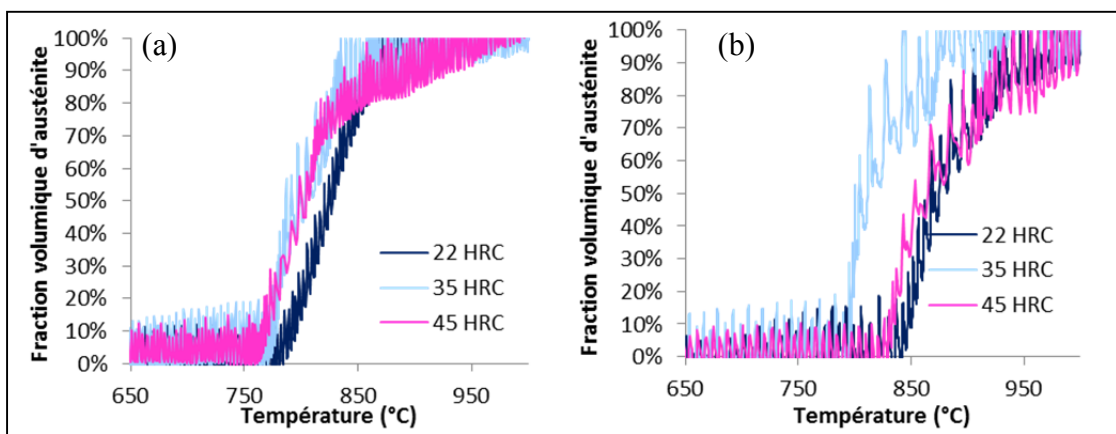 (a)
Fraction volumique d'austénite
100%
90%
80%
70%
60%
50%
40%
30%
20%
10%
0%
22 HRC
35 HRC
45 HRC
650
750
850
950
Température (°C)
(b)
Fraction volumique d'austénite
100%
90%
80%
70%
60%
50%
40%
30%
20%
10%
0%
22 HRC
35 HRC
45 HRC
650
750
850
950
Température (°C)